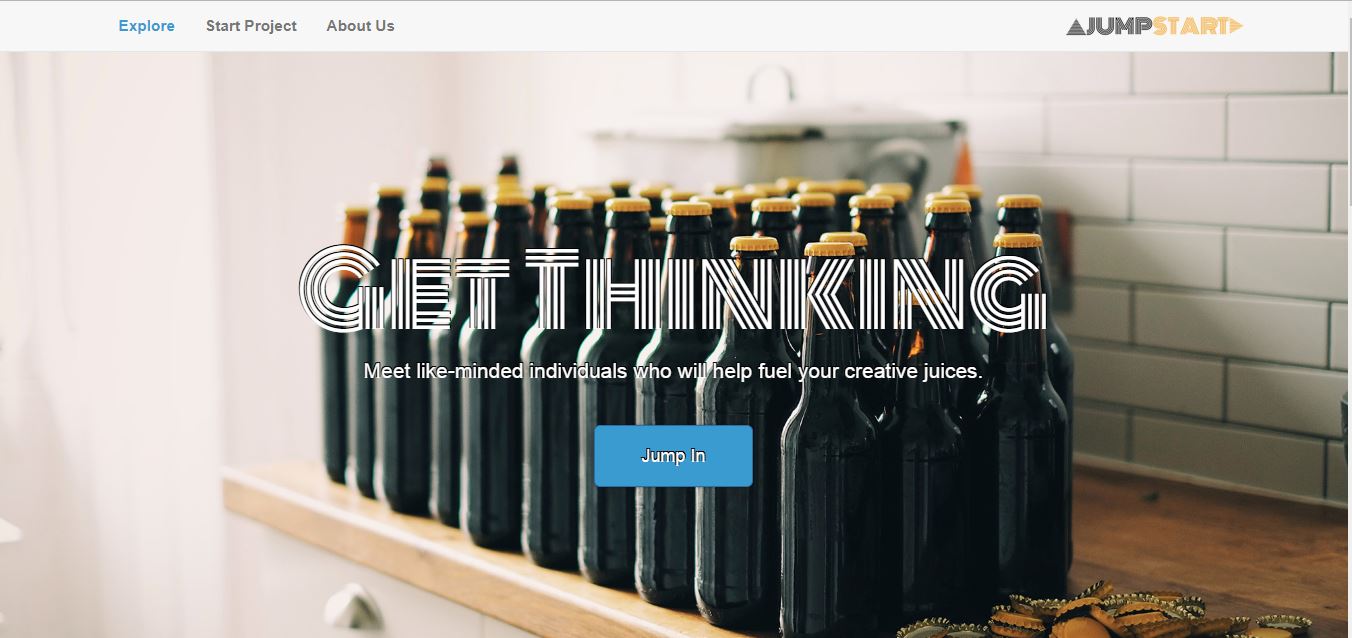 Explore Start Project About Us JUMPSTART
Get Thinking
Meet like-minded individuals who will help fuel your creative juices.
Jump In